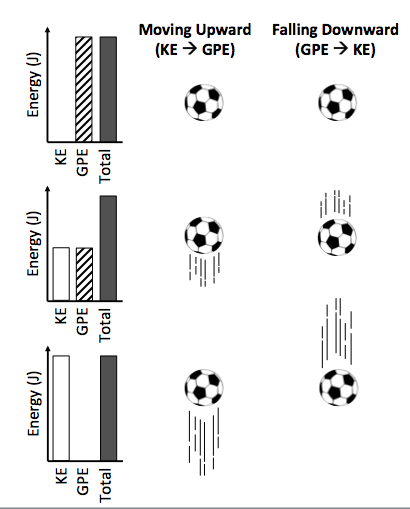 Moving Upward
(KE → GPE)
Falling Downward
(GPE → KE)
Energy (J)
KE
GPE
Total
Energy (J)
KE
GPE
Total
Energy (J)
KE
GPE
Total